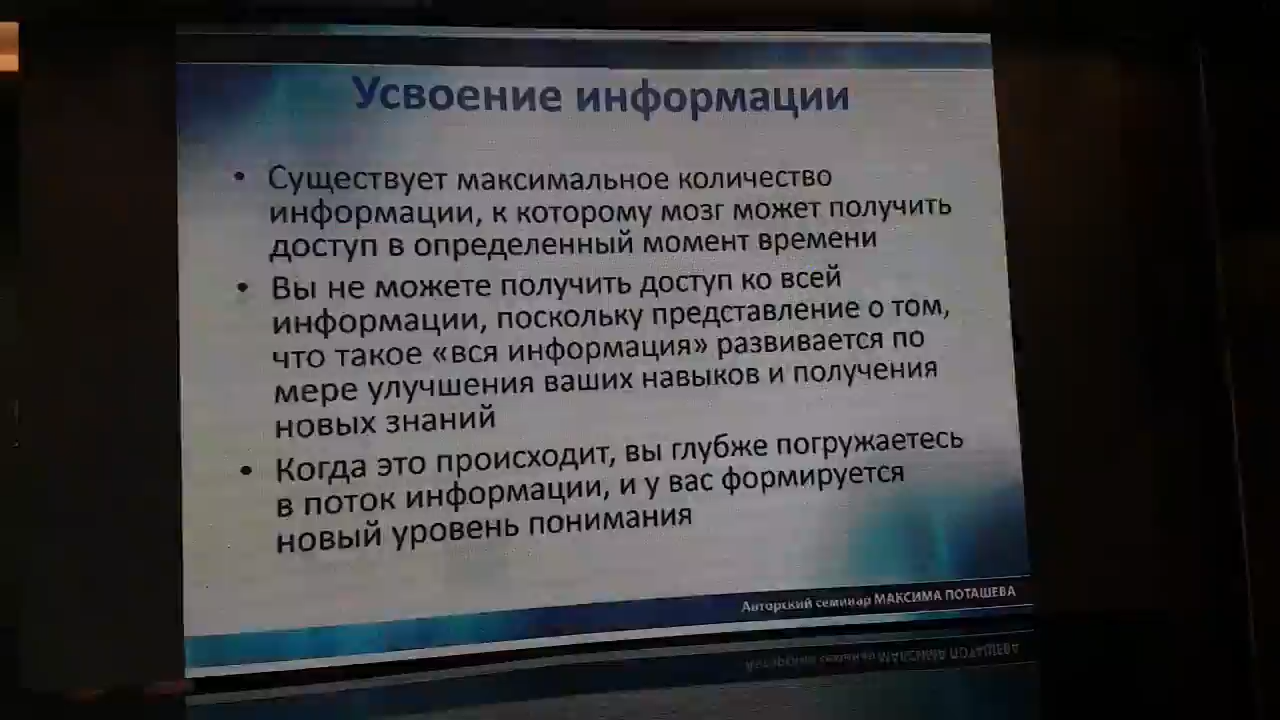 Усвоение информации
• Существует максимальное количество
информации, к которому мозг может получить
доступ в определенный момент времени
• Вы не можете получить доступ ко всей
информации, поскольку представление о том,
что такое «вся информация» развивается по
мере улучшения ваших навыков и получения
новых знаний
• Когда это происходит, вы глубже погружаетесь
в поток информации, и у вас формируется
новый уровень понимания
Авторский семинар МАКСИМА ПОТАШЕВА